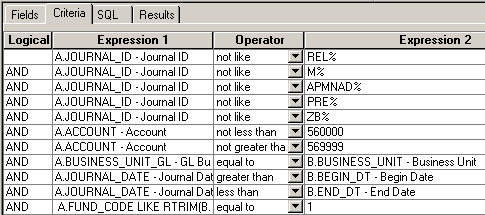 Fields Criteria SQL Results
Logical Expression 1 Operator Expression 2
A.JOURNAL_ID - Journal ID not like REL%
AND A.JOURNAL_ID - Journal ID not like M%
AND A.JOURNAL_ID - Journal ID not like APMNAD%
AND A.JOURNAL_ID - Journal ID not like PRE%
AND A.JOURNAL_ID - Journal ID not like ZB%
AND A.ACCOUNT - Account not less than 560000
AND A.ACCOUNT - Account not greater tha 569999
AND A.BUSINESS_UNIT_GL - GL Bu equal to B.BUSINESS_UNIT - Business Unit
AND A.JOURNAL_DATE - Journal Dat greater than B.BEGIN_DT - Begin Date
AND A.JOURNAL_DATE - Journal Dat less than B.END_DT - End Date
AND A.FUND_CODE LIKE RTRIM(B. equal to 1